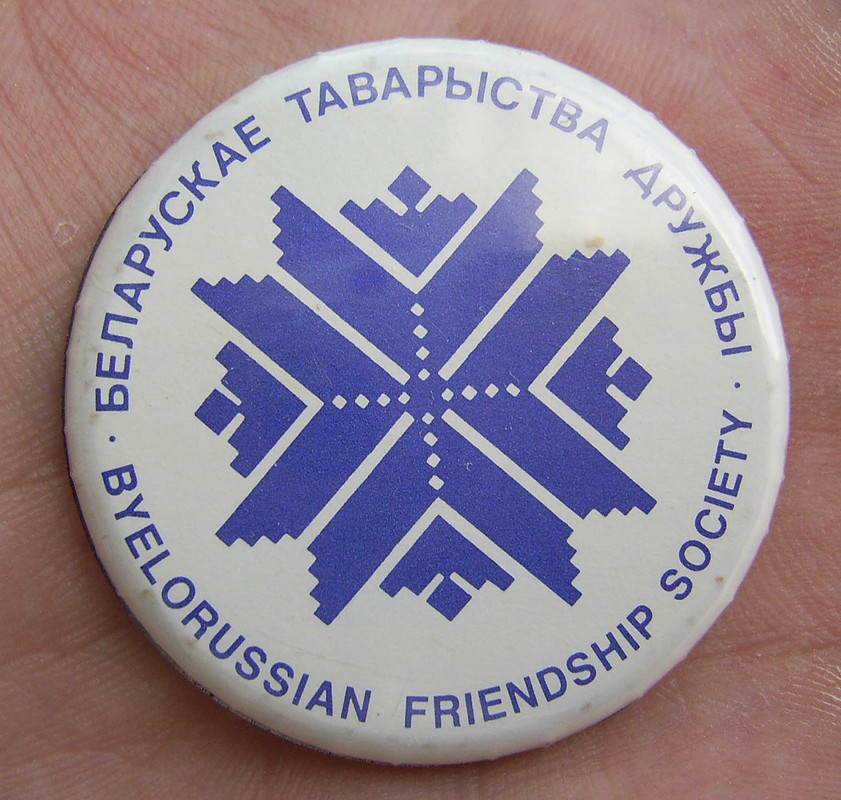 БЕЛАРУСКАЕ ТАВАРЫСТВА ДРУЖБЫ
BYELORUSSIAN FRIENDSHIP SOCIETY